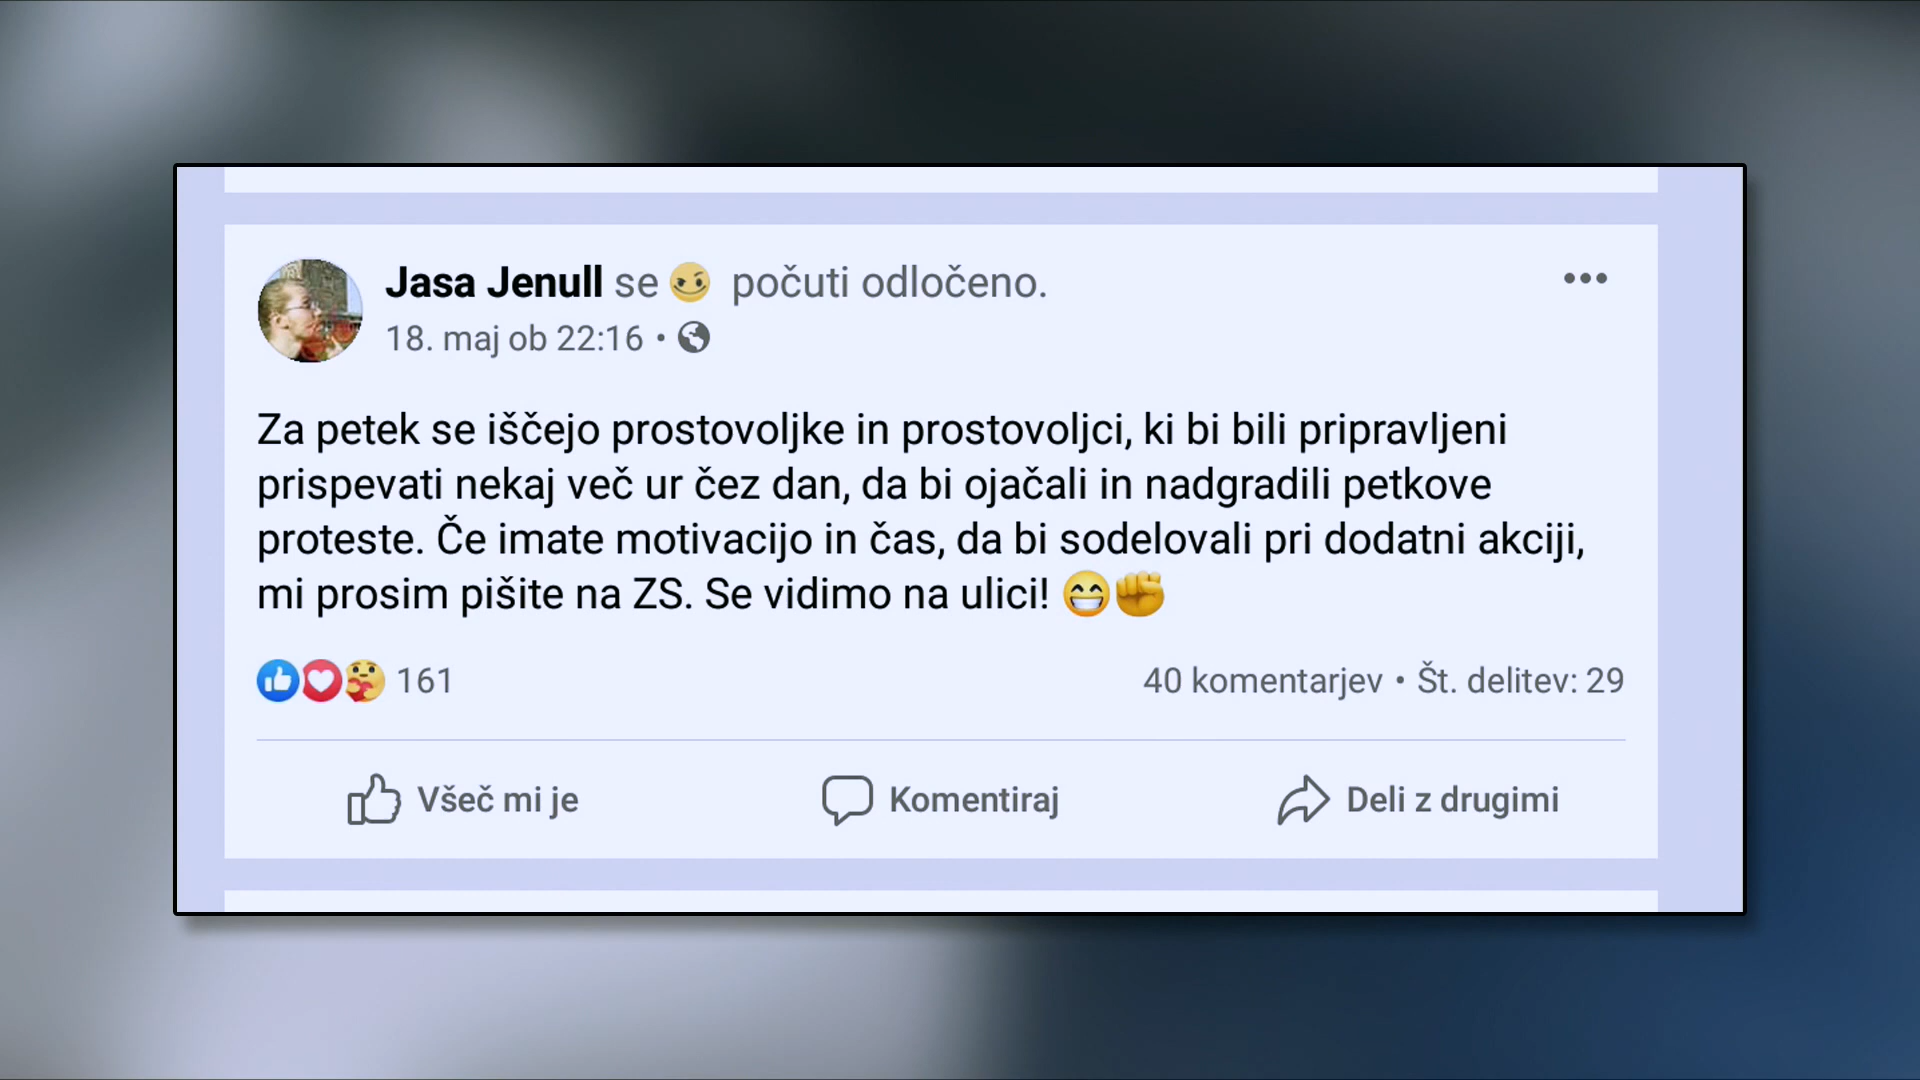 Jasa Jenull se 😏 počuti odločeno.
18. maj ob 22:16 •
Za petek se iščejo prostovoljke in prostovoljci, ki bi bili pripravljeni
prispevati nekaj več ur čez dan, da bi ojačali in nadgradili petkove
proteste. Če imate motivacijo in čas, da bi sodelovali pri dodatni akciji,
mi prosim pišite na ZS. Se vidimo na ulici! 😁✊
161
40 komentarjev • Št. delitev: 29
Všeč mi je
Komentiraj
Deli z drugimi